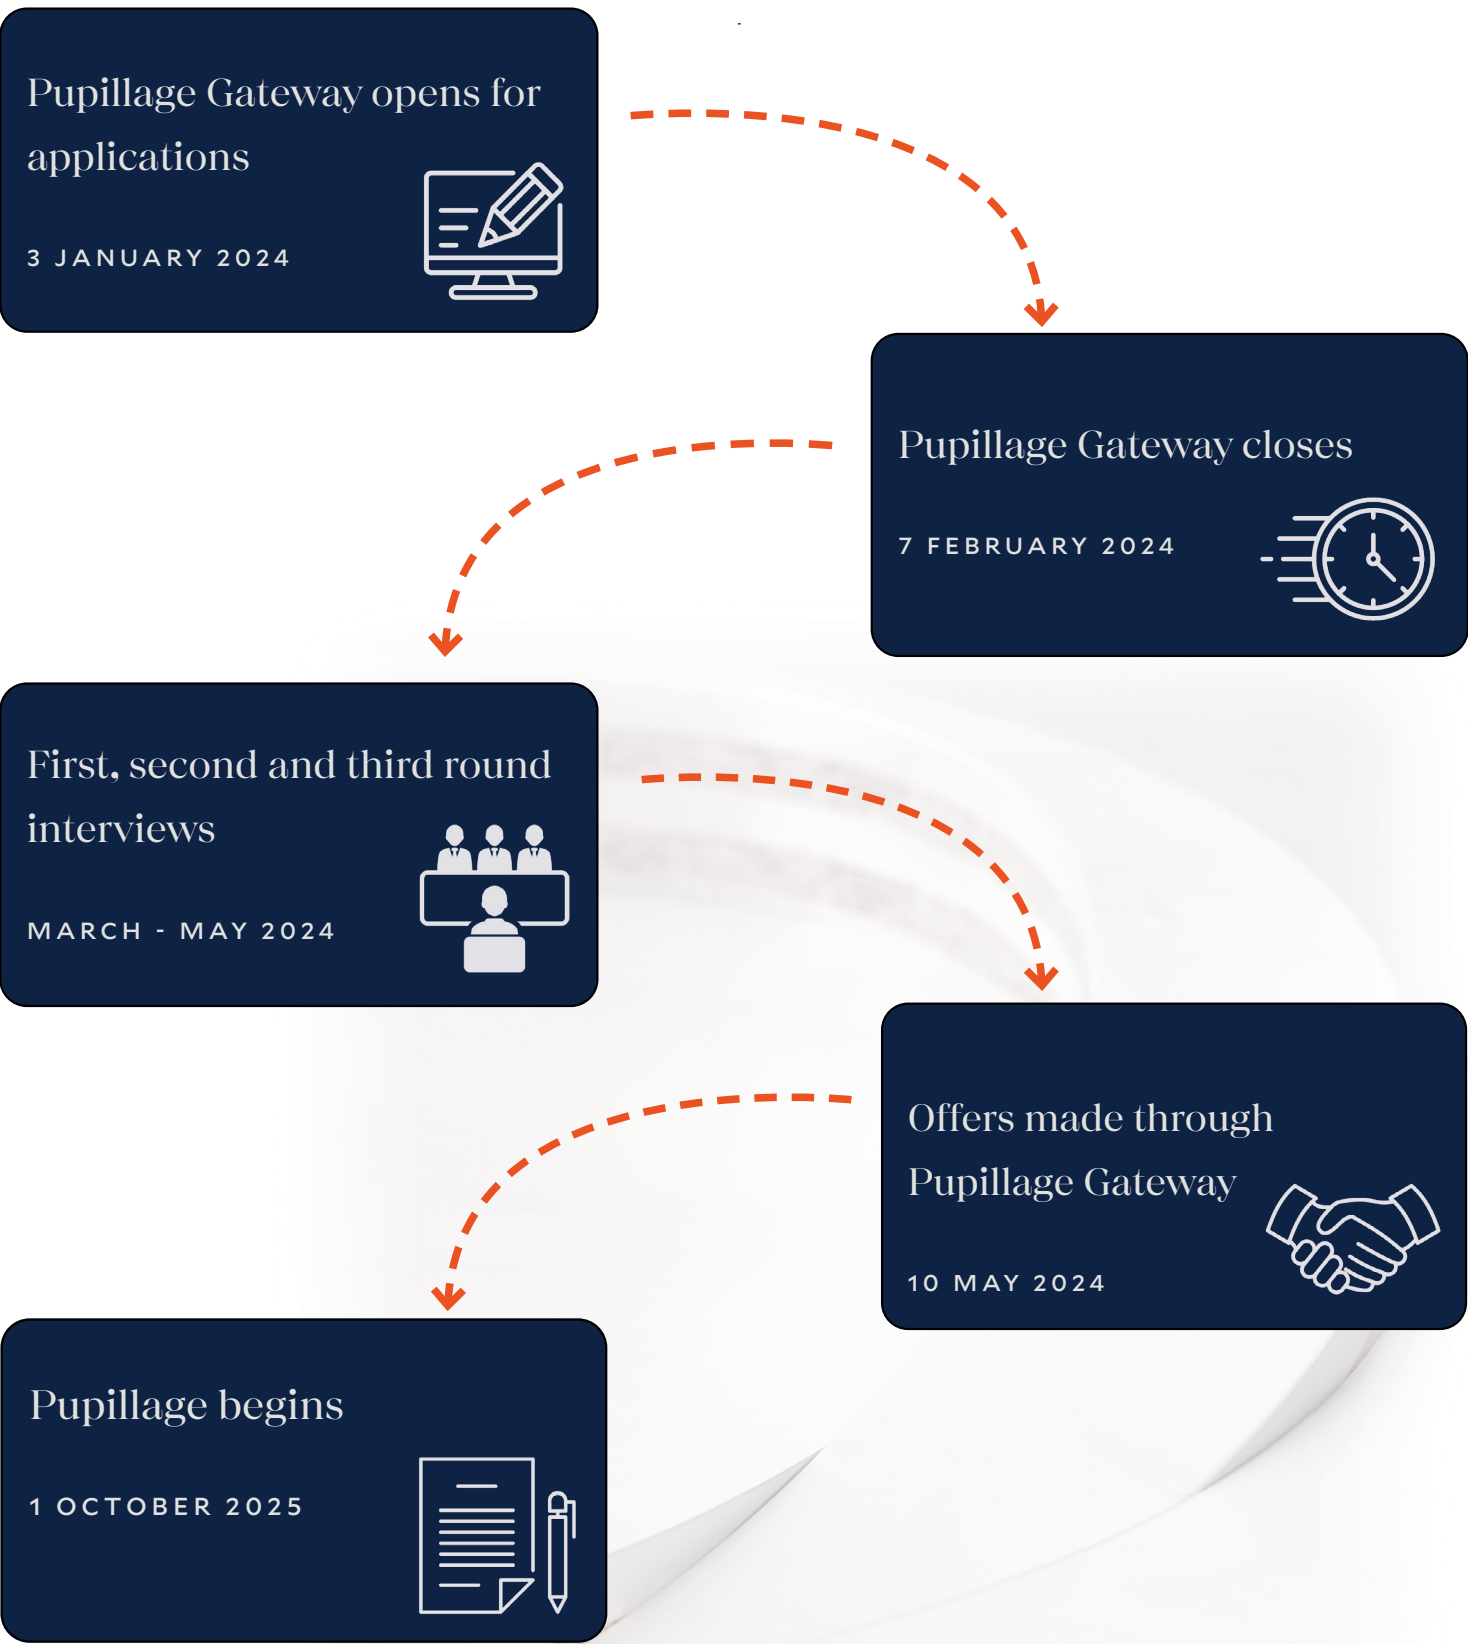 Pupillage Gateway opens for
applications
3 JANUARY 2024
Pupillage Gateway closes
7 FEBRUARY 2024
First, second and third round
interviews
MARCH - MAY 2024
Offers made through
Pupillage Gateway
10 MAY 2024
Pupillage begins
1 OCTOBER 2025